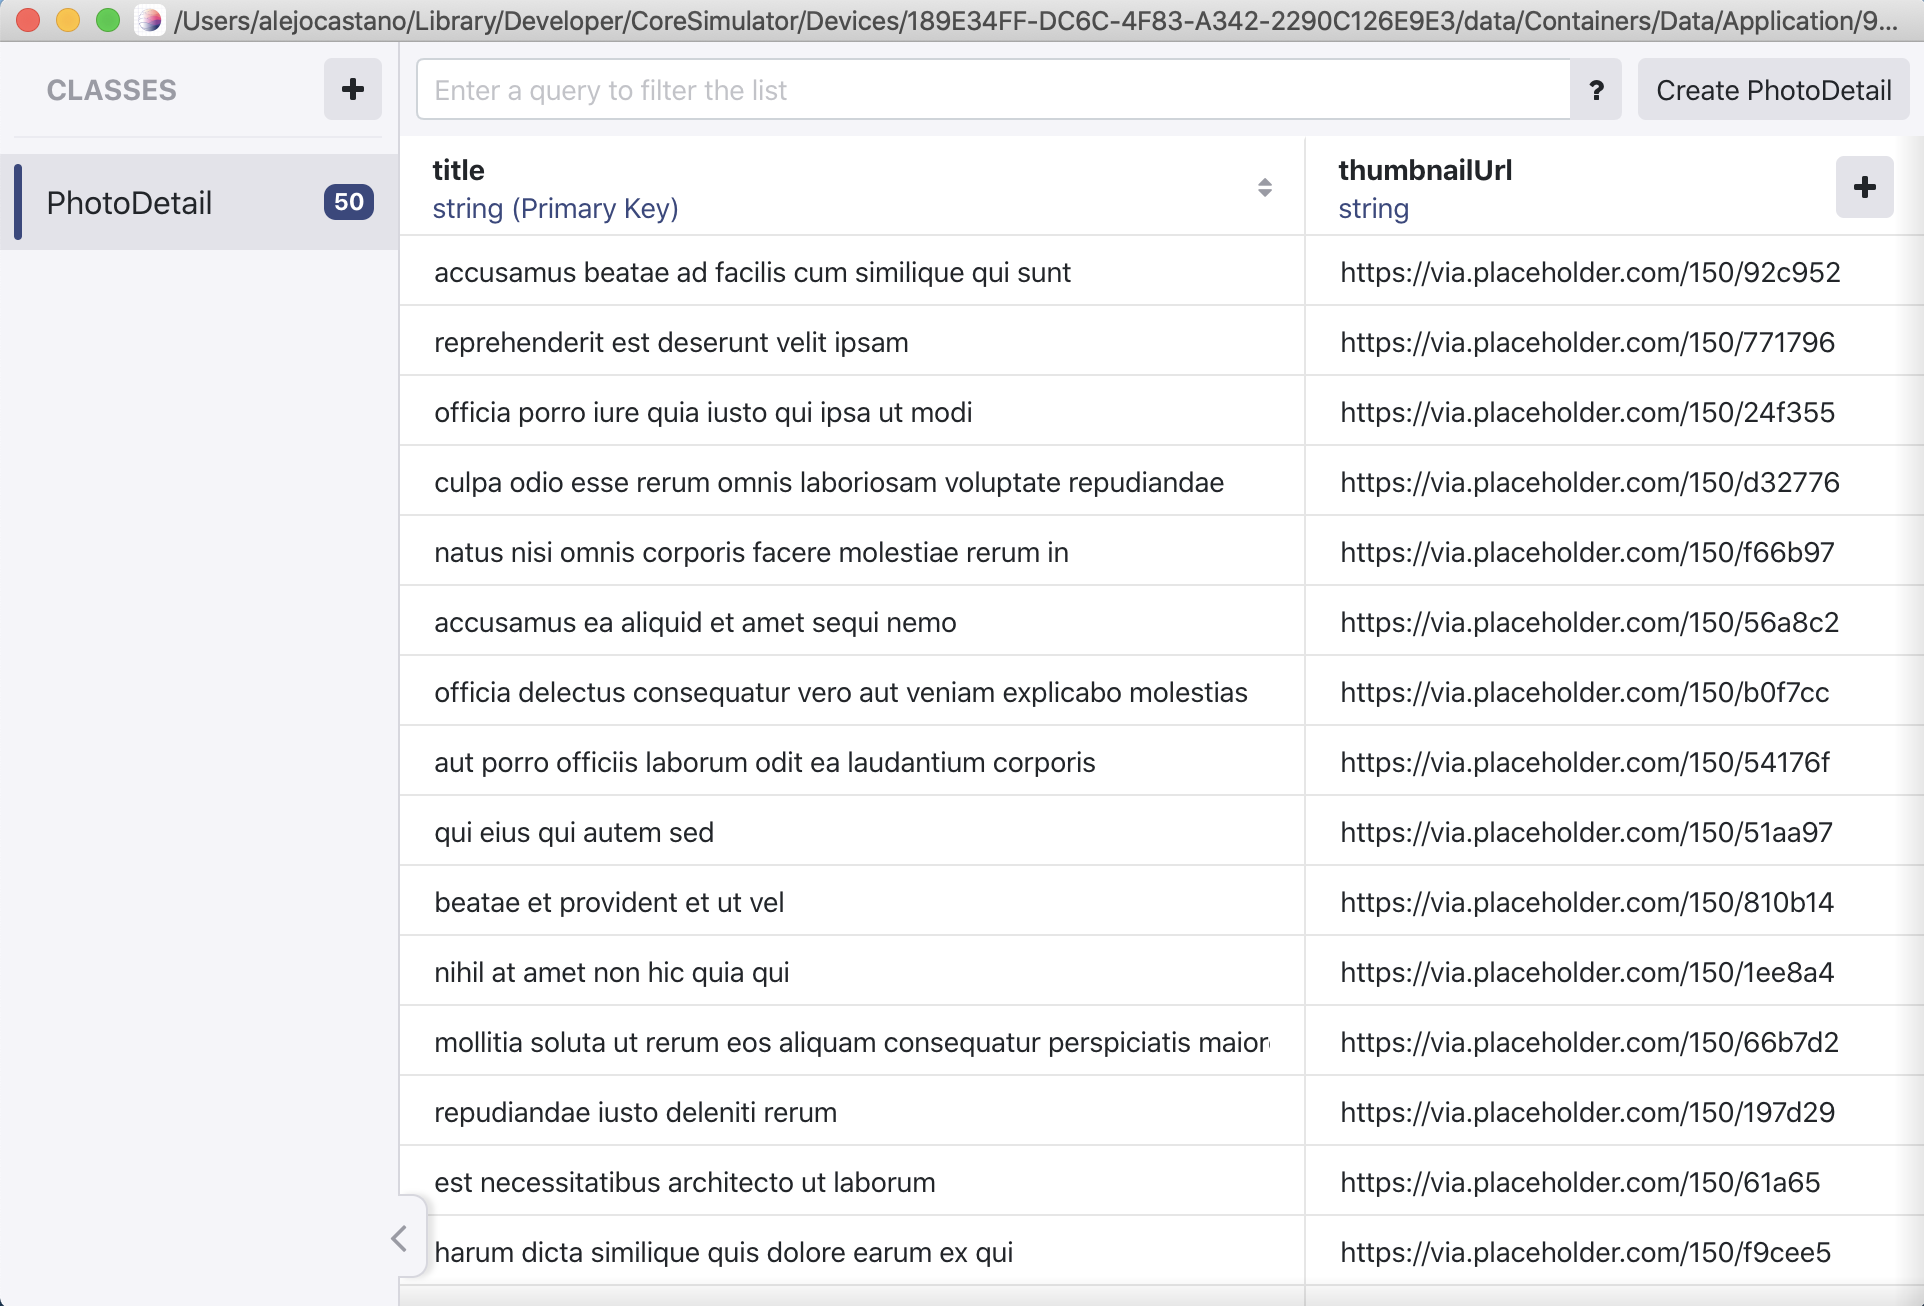 /Users/alejocastano/Library/Developer/CoreSimulator/Devices/189E34FF-DC6C-4F83-A342-2290C126E9E3/data/Containers/Data/Application/9...
CLASSES
+
Enter a query to filter the list
?
Create PhotoDetail
PhotoDetail
50
title
string (Primary Key)
thumbnailUrl
string
+
accusamus beatae ad facilis cum similique qui sunt
https://via.placeholder.com/150/92c952
reprehenderit est deserunt velit ipsam
https://via.placeholder.com/150/771796
officia porro iure quia iusto qui ipsa ut modi
https://via.placeholder.com/150/24f355
culpa odio esse rerum omnis laboriosam voluptate repudiandae
https://via.placeholder.com/150/d32776
natus nisi omnis corporis facere molestiae rerum in
https://via.placeholder.com/150/f66b97
accusamus ea aliquid et amet sequi nemo
https://via.placeholder.com/150/56a8c2
officia delectus consequatur vero aut veniam explicabo molestias
https://via.placeholder.com/150/b0f7cc
aut porro officiis laborum odit ea laudantium corporis
https://via.placeholder.com/150/54176f
qui eius qui autem sed
https://via.placeholder.com/150/51aa97
beatae et provident et ut vel
https://via.placeholder.com/150/810b14
nihil at amet non hic quia qui
https://via.placeholder.com/150/1ee8a4
mollitia soluta ut rerum eos aliquam consequatur perspiciatis maior
https://via.placeholder.com/150/66b7d2
repudiandae iusto deleniti rerum
https://via.placeholder.com/150/197d29
est necessitatibus architecto ut laborum
https://via.placeholder.com/150/61a65
harum dicta similique quis dolore earum ex qui
https://via.placeholder.com/150/f9cee5